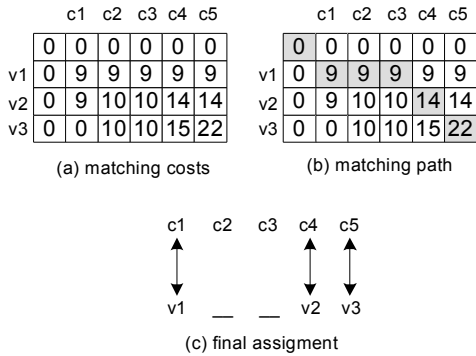 c1 c2 c3 c4 c5
0 0 0 0 0 0
v1 0 9 9 9 9 9
v2 0 9 10 10 14 14
v3 0 0 10 10 15 22
(a) matching costs
c1 c2 c3 c4 c5
0 0 0 0 0 0
v1 0 9 9 9 9 9
v2 0 9 10 10 14 14
v3 0 0 10 10 15 22
(b) matching path
c1 c2 c3 c4 c5
v1 __ __ v2 v3
(c) final assigment